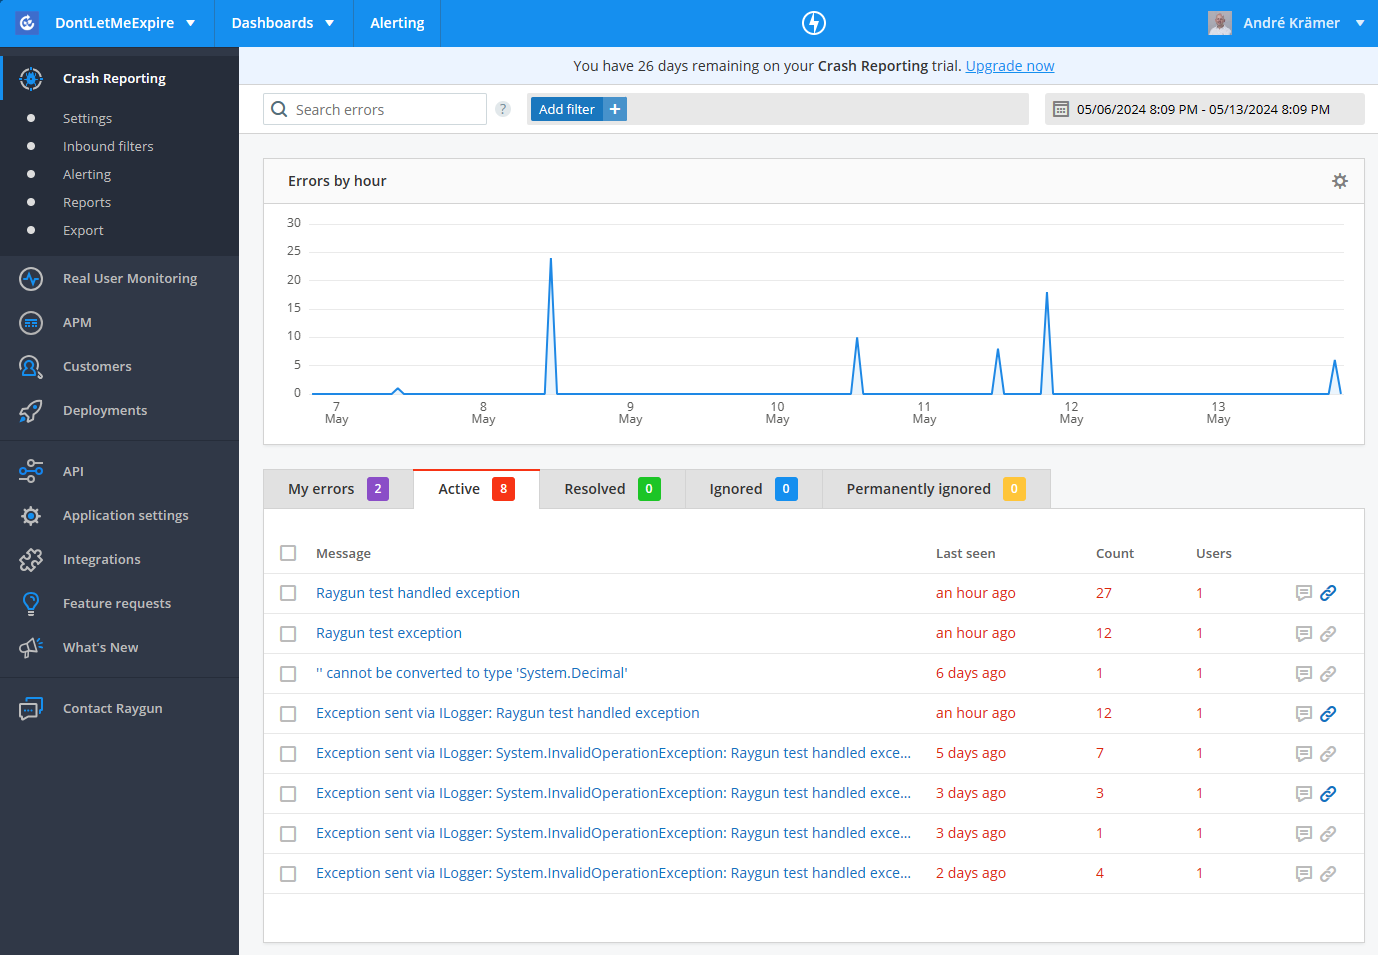 DontLetMeExpire Dashboards Alerting André Krämer
Crash Reporting
Settings
Inbound filters
Alerting
Reports
Export
Real User Monitoring
APM
Customers
Deployments
API
Application settings
Integrations
Feature requests
What's New
Contact Raygun
You have 26 days remaining on your Crash Reporting trial. Upgrade now
Search errors ? Add filter + 05/06/2024 8:09 PM - 05/13/2024 8:09 PM
Errors by hour
30
25
20
15
10
5
0
7 8 9 10 11 12 13
May May May May May May May
My errors 2 Active 8 Resolved 0 Ignored 0 Permanently ignored 0
Message Last seen Count Users
Raygun test handled exception an hour ago 27 1
Raygun test exception an hour ago 12 1
'' cannot be converted to type 'System.Decimal' 6 days ago 1 1
Exception sent via ILogger: Raygun test handled exception an hour ago 12 1
Exception sent via ILogger: System.InvalidOperationException: Raygun test handled exce... 5 days ago 7 1
Exception sent via ILogger: System.InvalidOperationException: Raygun test handled exce... 3 days ago 3 1
Exception sent via ILogger: System.InvalidOperationException: Raygun test handled exce... 3 days ago 1 1
Exception sent via ILogger: System.InvalidOperationException: Raygun test handled exce... 2 days ago 4 1